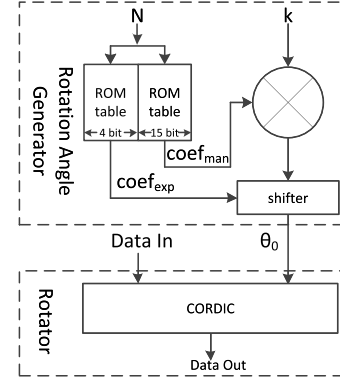 N
k
Rotation Angle
Generator
ROM
table
ROM
table
4 bit
15 bit
coefman
coefexp
shifter
Data In
θ0
Rotator
CORDIC
Data Out